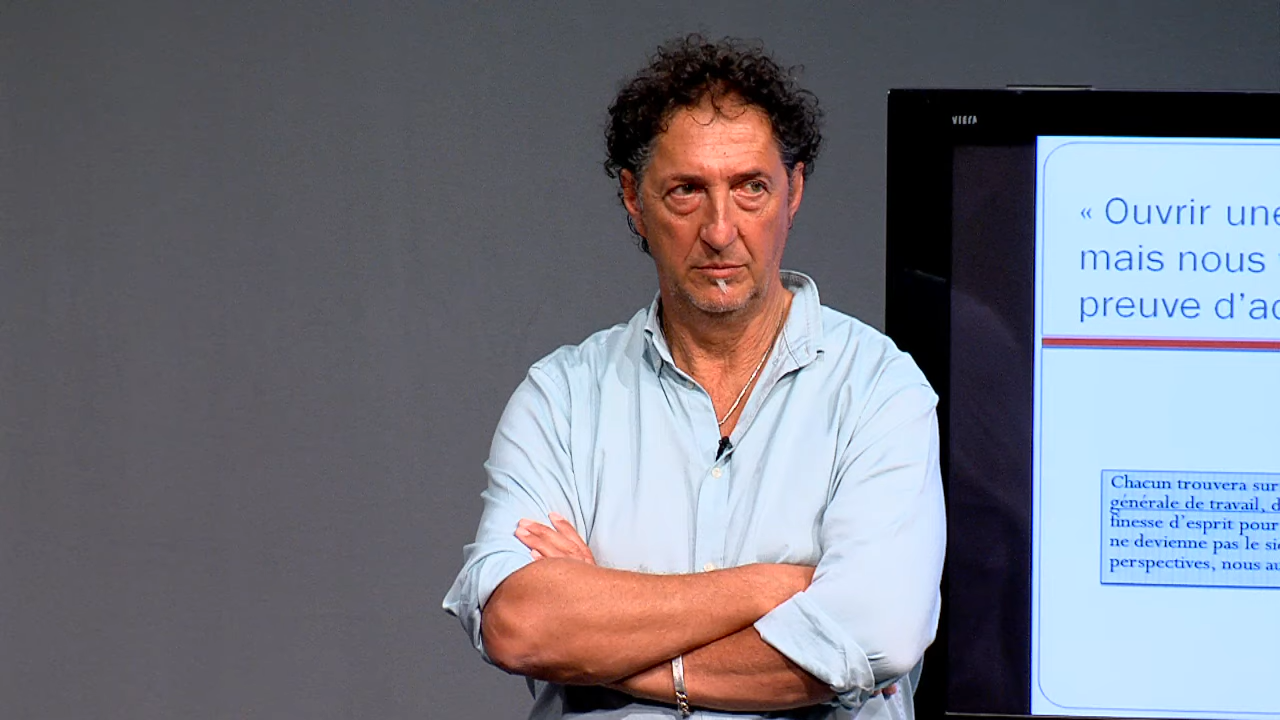 VIERA
« Ouvrir une
mais nous
preuve d'ac
Chacun trouvera sur
générale de travail, d
finesse d'esprit pour
ne devienne pas le si
perspectives, nous au